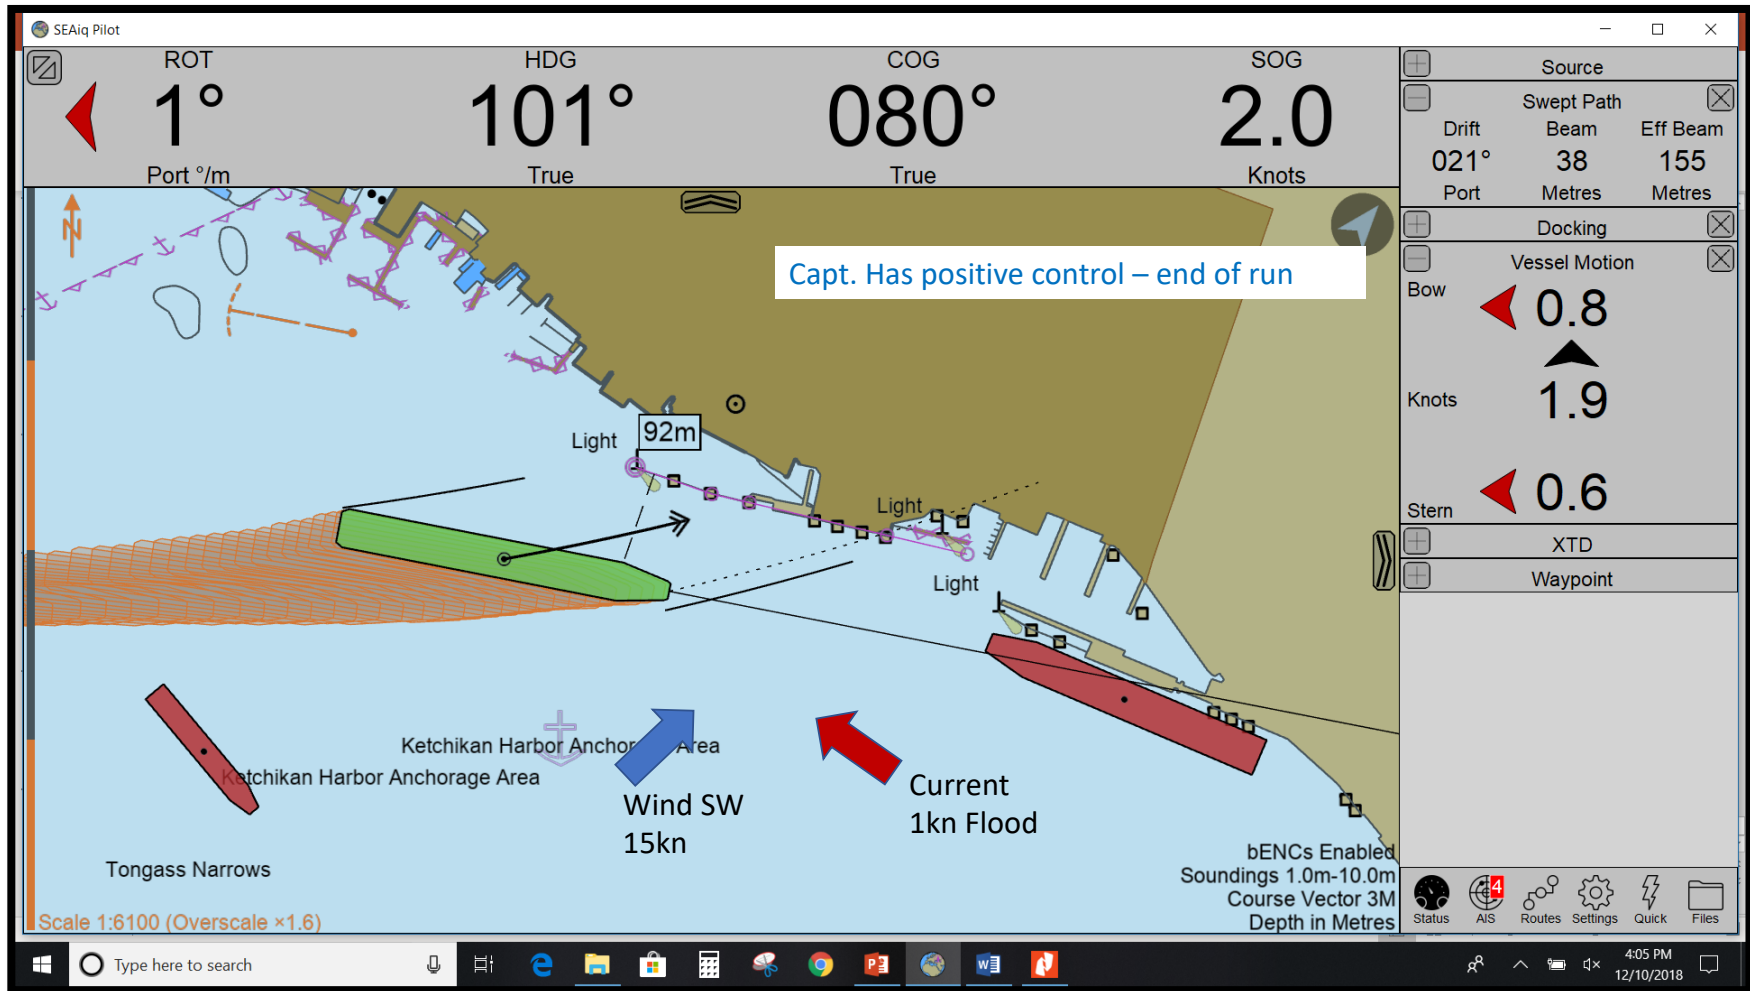 SEAiq Pilot
ROT
1°
Port °/m
HDG
101°
True
COG
080°
True
SOG
2.0
Knots
Source
Swept Path
Drift Beam Eff Beam
021° 38 155
Port Metres Metres
Docking
Vessel Motion
Bow
0.8
Knots
1.9
Stern
0.6
XTD
Waypoint
N
Capt. Has positive control – end of run
Light
92m
Light
Light
Ketchikan Harbor Anchorage Area
Ketchikan Harbor Anchorage Area
Wind SW
15kn
Current
1kn Flood
Tongass Narrows
Scale 1:6100 (Overscale ×1.6)
bENCs Enabled
Soundings 1.0m-10.0m
Course Vector 3M
Depth in Metres
4
Status AIS Routes Settings Quick Files
Type here to search
4:05 PM
12/10/2018